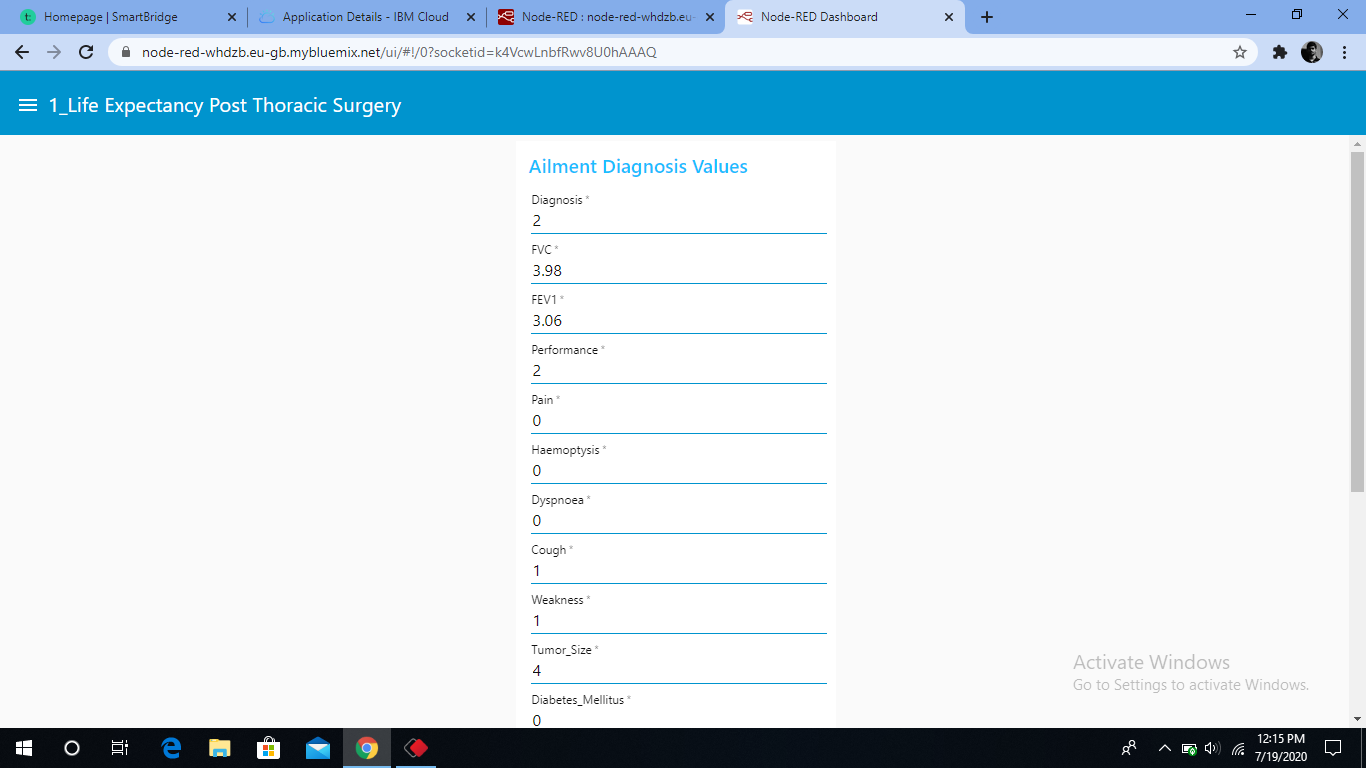 Homepage | SmartBridge
Application Details - IBM Cloud
Node-RED : node-red-whdzb.eu-
Node-RED Dashboard
node-red-whdzb.eu-gb.mybluemix.net/ui/#!/0?socketid=k4VcwLnbfRwv8U0hAAAQ
1_Life Expectancy Post Thoracic Surgery
Ailment Diagnosis Values
Diagnosis *
2
FVC *
3.98
FEV1 *
3.06
Performance *
2
Pain *
0
Haemoptysis *
0
Dyspnoea *
0
Cough *
1
Weakness *
1
Tumor_Size *
4
Diabetes_Mellitus *
0
Activate Windows
Go to Settings to activate Windows.
12:15 PM
7/19/2020